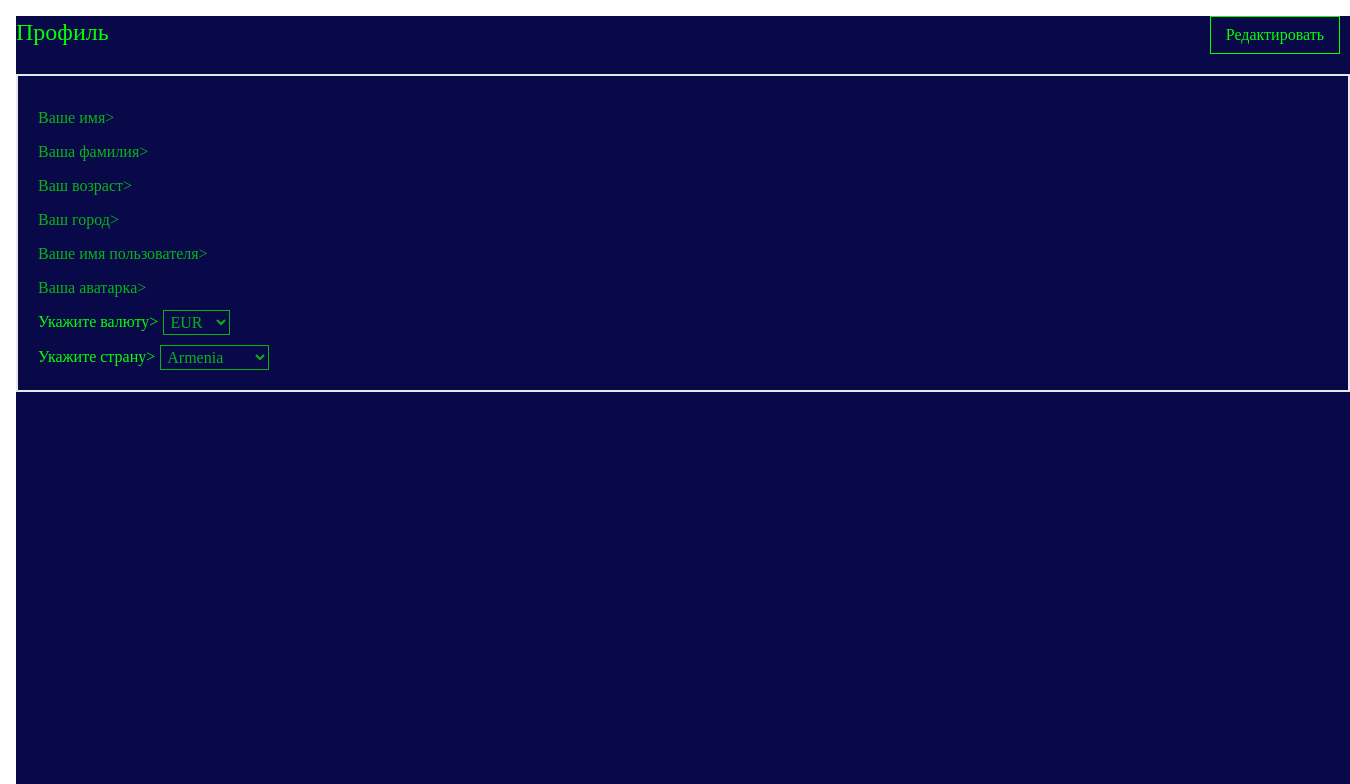 Профиль
Редактировать
Ваше имя>
Ваша фамилия>
Ваш возраст>
Ваш город>
Ваше имя пользователя>
Ваша аватарка>
Укажите валюту> EUR
Укажите страну> Armenia